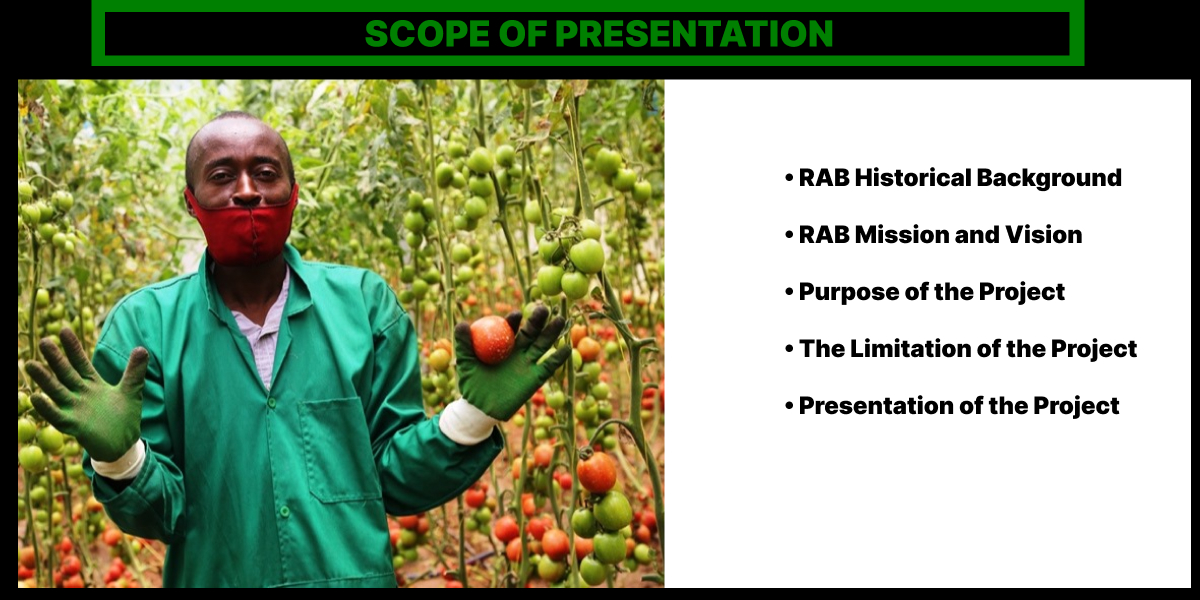 SCOPE OF PRESENTATION
• RAB Historical Background
• RAB Mission and Vision
• Purpose of the Project
• The Limitation of the Project
• Presentation of the Project